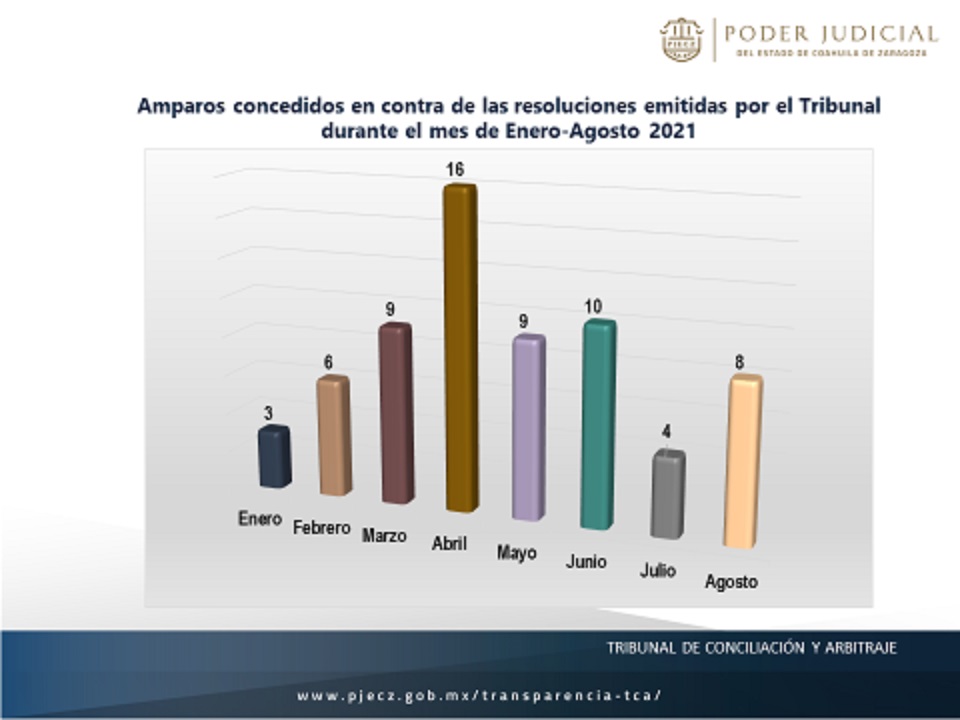 PJECZ
PODER JUDICIAL
DEL ESTADO DE COAHUILA DE ZARAGOZA
Amparos concedidos en contra de las resoluciones emitidas por el Tribunal
durante el mes de Enero-Agosto 2021
16
9
10
9
6
8
3
4
Enero
Febrero
Marzo
Abril
Mayo
Junio
Julio
Agosto
TRIBUNAL DE CONCILIACIÓN Y ARBITRAJE
www.pjecz.gob.mx/transparencia-tca/